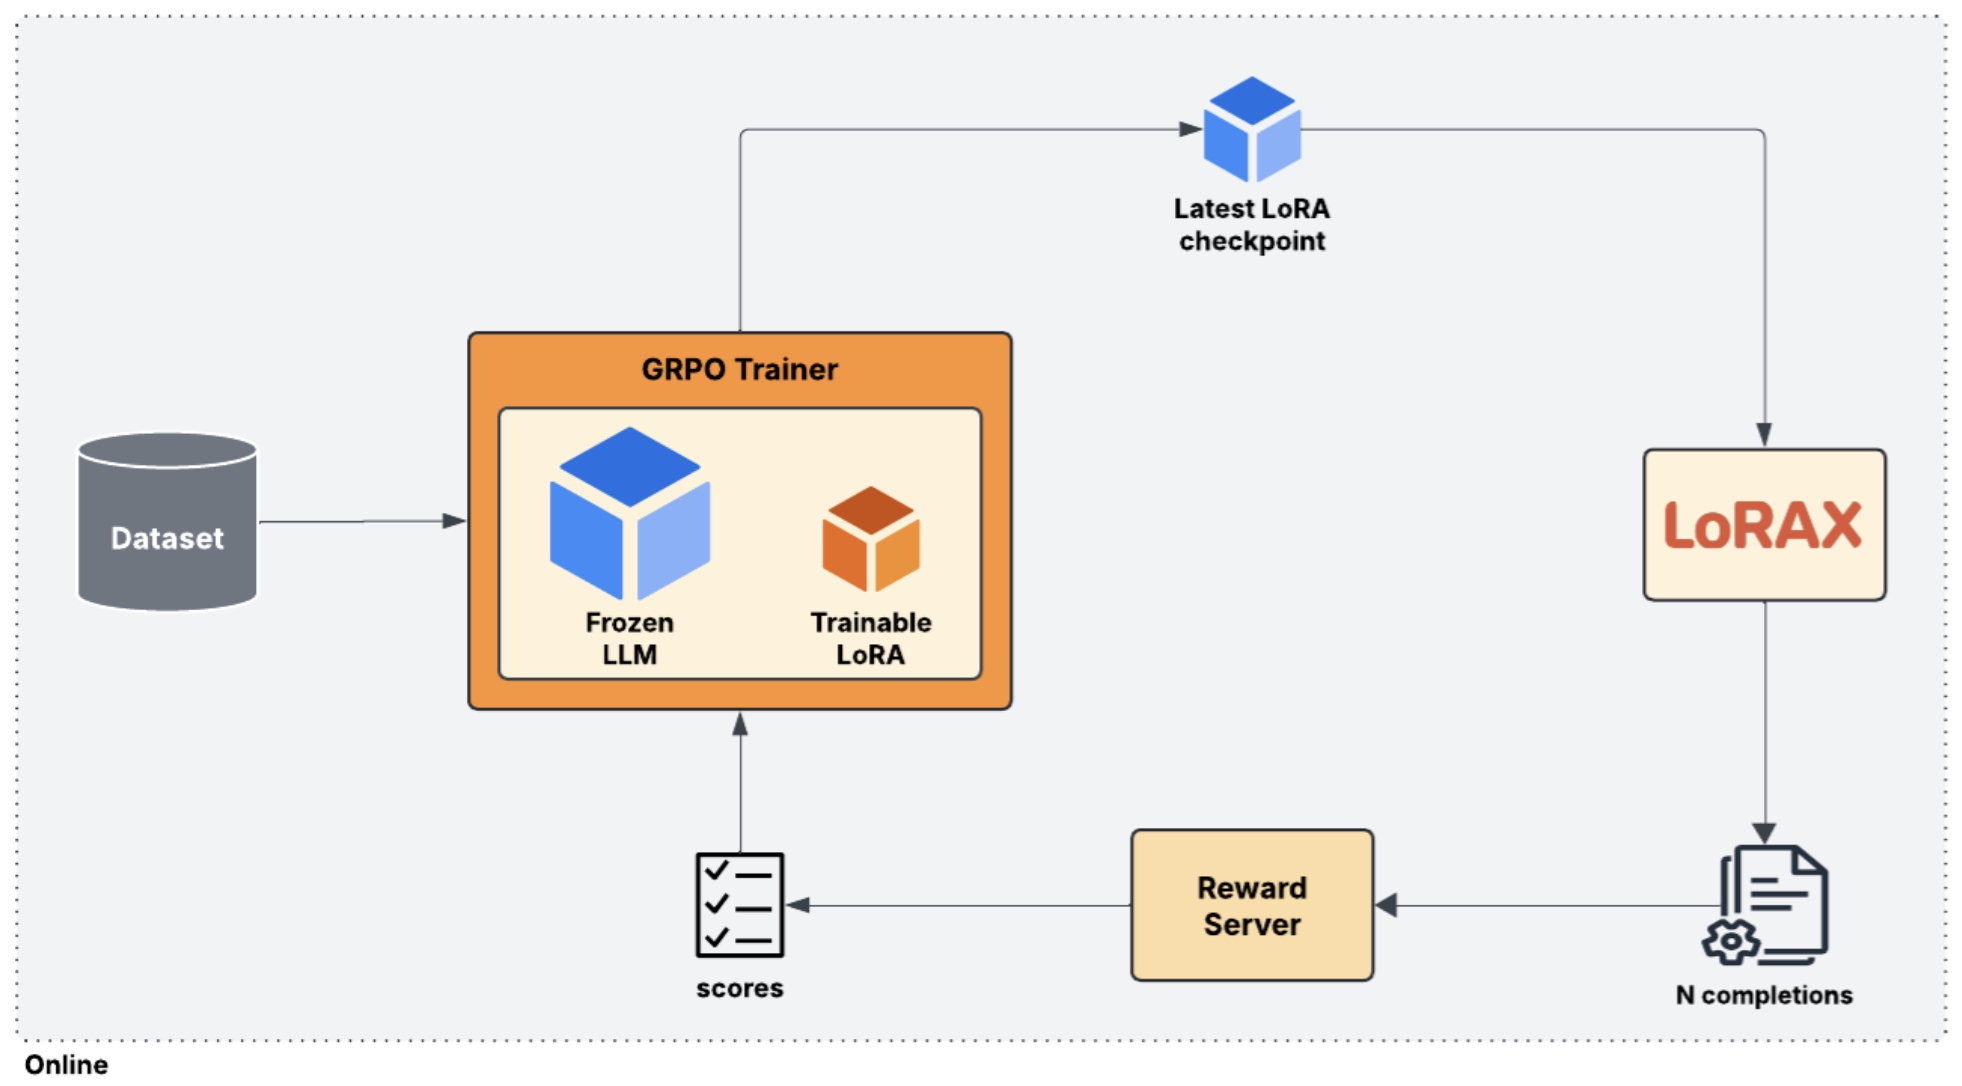 Latest LoRA
checkpoint
GRPO Trainer
Frozen
LLM
Trainable
LoRA
Dataset
LoRAX
Reward
Server
scores
N completions
Online